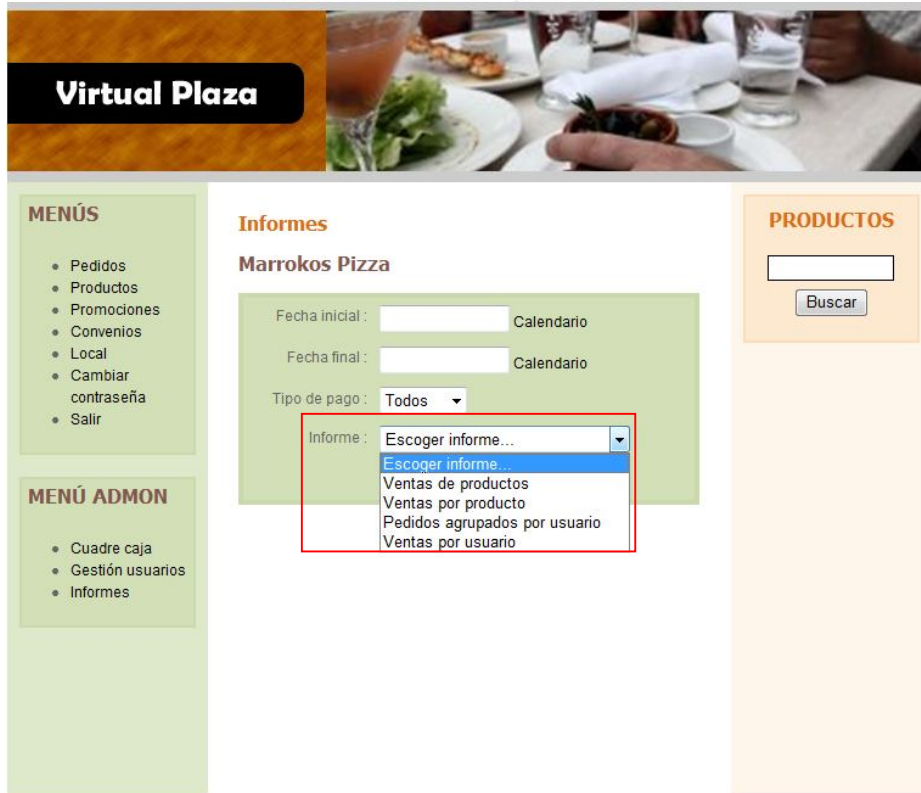 Virtual Plaza
MENÚS
Pedidos
Productos
Promociones
Convenios
Local
Cambiar
contraseña
Salir
MENÚ ADMON
Cuadre caja
Gestión usuarios
Informes
Informes
Marrokos Pizza
Fecha inicial : Calendario
Fecha final : Calendario
Tipo de pago : Todos
Informe : Escoger informe...
Escoger informe...
Ventas de productos
Ventas por producto
Pedidos agrupados por usuario
Ventas por usuario
PRODUCTOS
Buscar